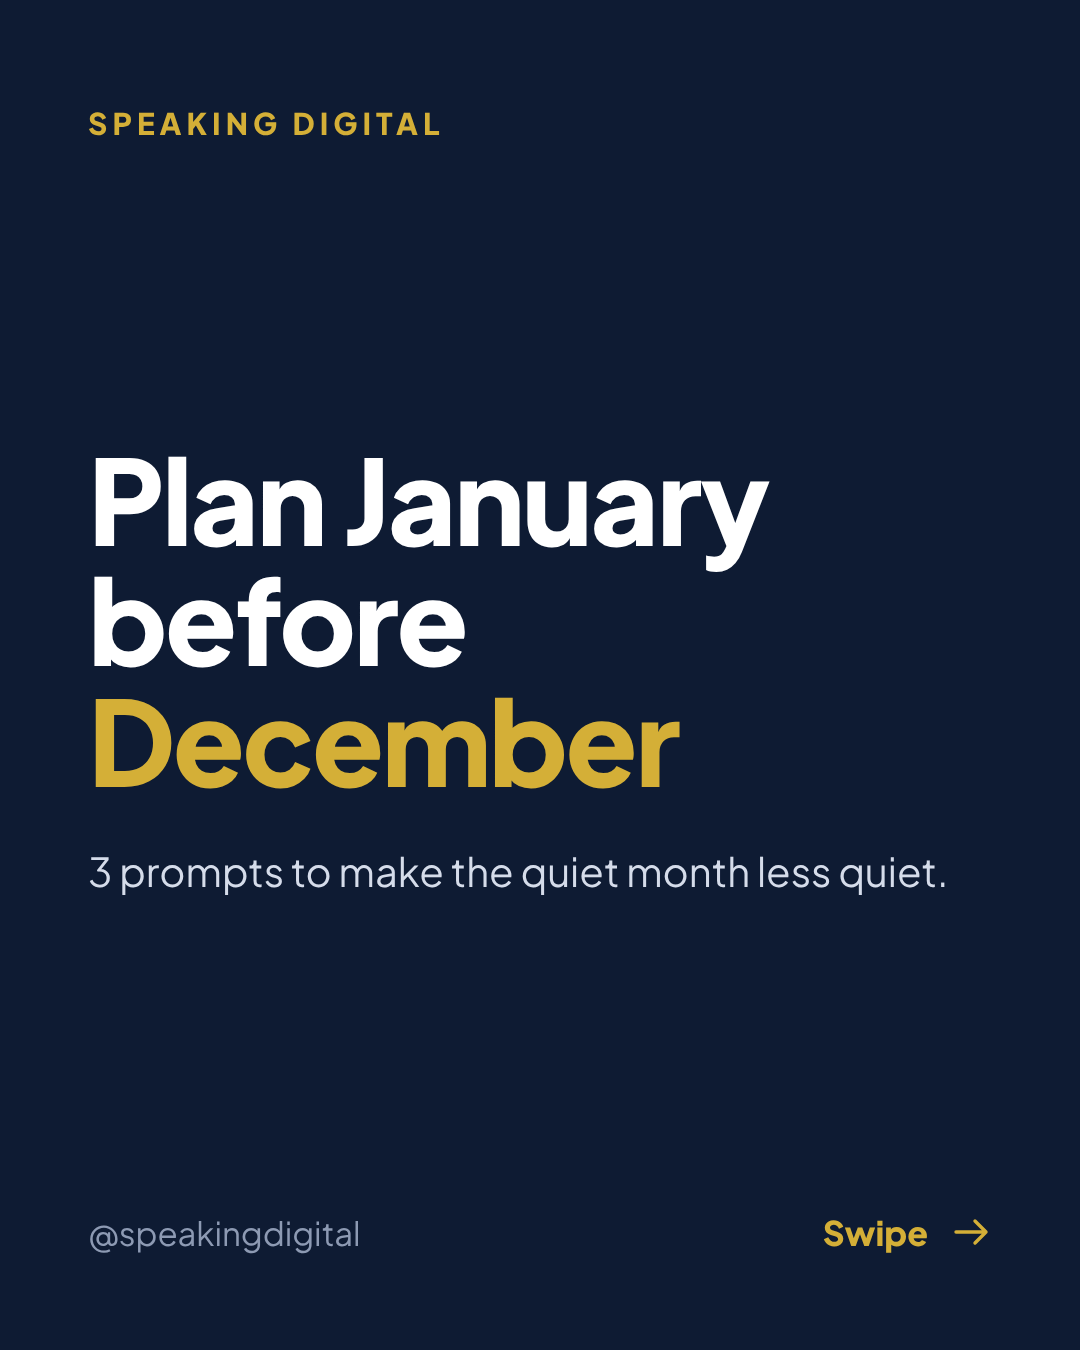 SPEAKING DIGITAL
Plan January
before
December
3 prompts to make the quiet month less quiet.
@speakingdigital
Swipe →